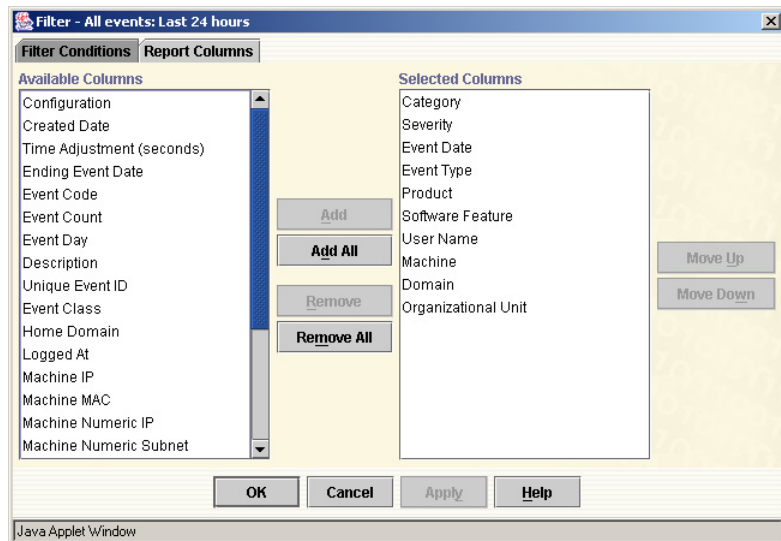 Filter - All events: Last 24 hours
Filter Conditions Report Columns
Available Columns
Configuration
Created Date
Time Adjustment (seconds)
Ending Event Date
Event Code
Event Count
Event Day
Description
Unique Event ID
Event Class
Home Domain
Logged At
Machine IP
Machine MAC
Machine Numeric IP
Machine Numeric Subnet
Add
Add All
Remove
Remove All
Selected Columns
Category
Severity
Event Date
Event Type
Product
Software Feature
User Name
Machine
Domain
Organizational Unit
Move Up
Move Down
OK Cancel Apply Help
Java Applet Window